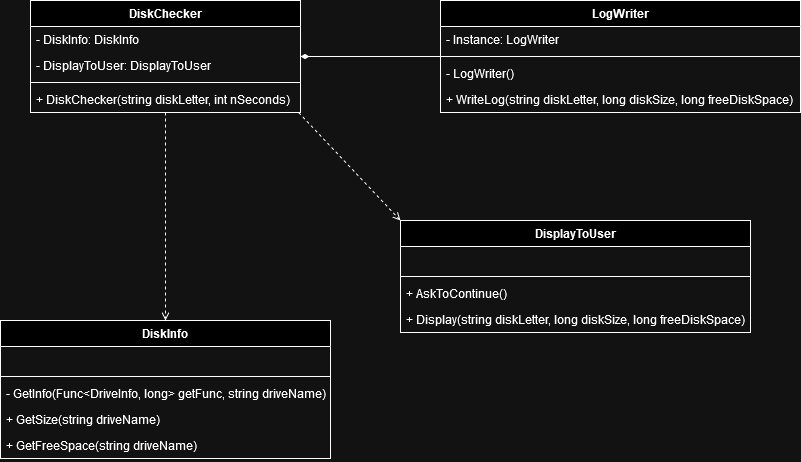 DiskChecker
- DiskInfo: DiskInfo
- DisplayToUser: DisplayToUser
+ DiskChecker(string diskLetter, int nSeconds)
LogWriter
- Instance: LogWriter
- LogWriter()
+ WriteLog(string diskLetter, long diskSize, long freeDiskSpace)
DisplayToUser
+ AskToContinue()
+ Display(string diskLetter, long diskSize, long freeDiskSpace)
DiskInfo
- GetInfo(Func<DriveInfo, long> getFunc, string driveName)
+ GetSize(string driveName)
+ GetFreeSpace(string driveName)